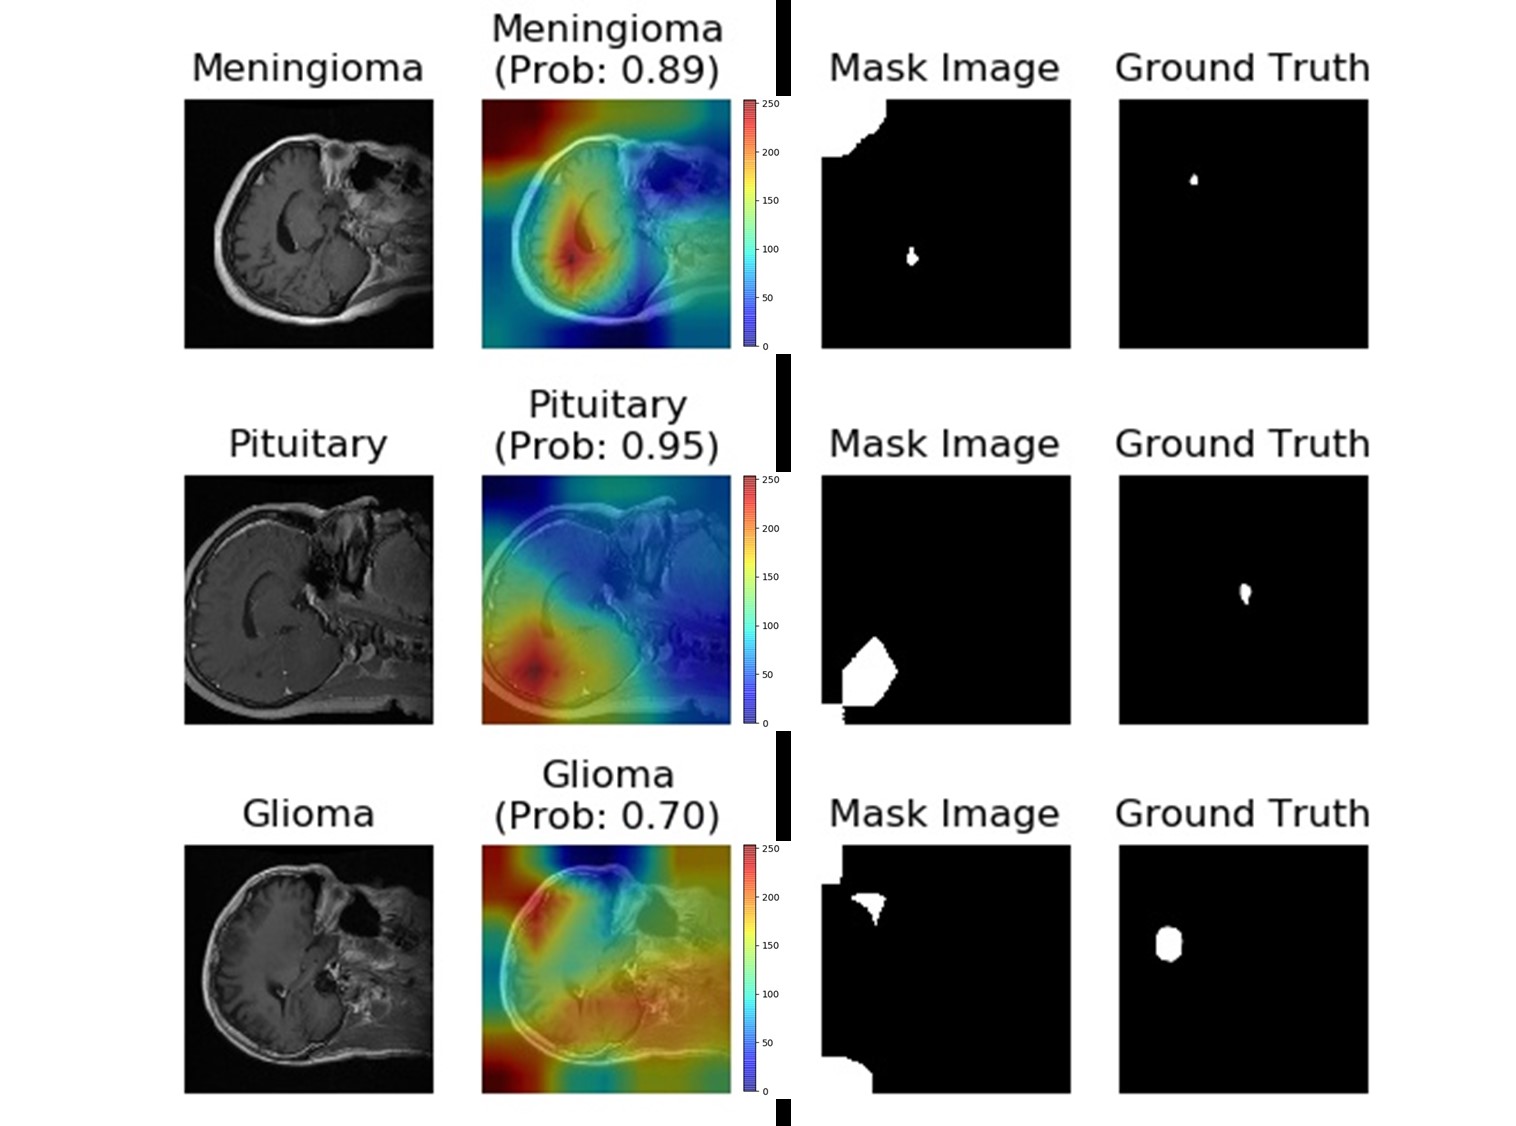 Meningioma
Meningioma
(Prob: 0.89)
Mask Image
Ground Truth
250
200
150
100
50
0
Pituitary
Pituitary
(Prob: 0.95)
Mask Image
Ground Truth
250
200
150
100
50
0
Glioma
Glioma
(Prob: 0.70)
Mask Image
Ground Truth
250
200
150
100
50
0